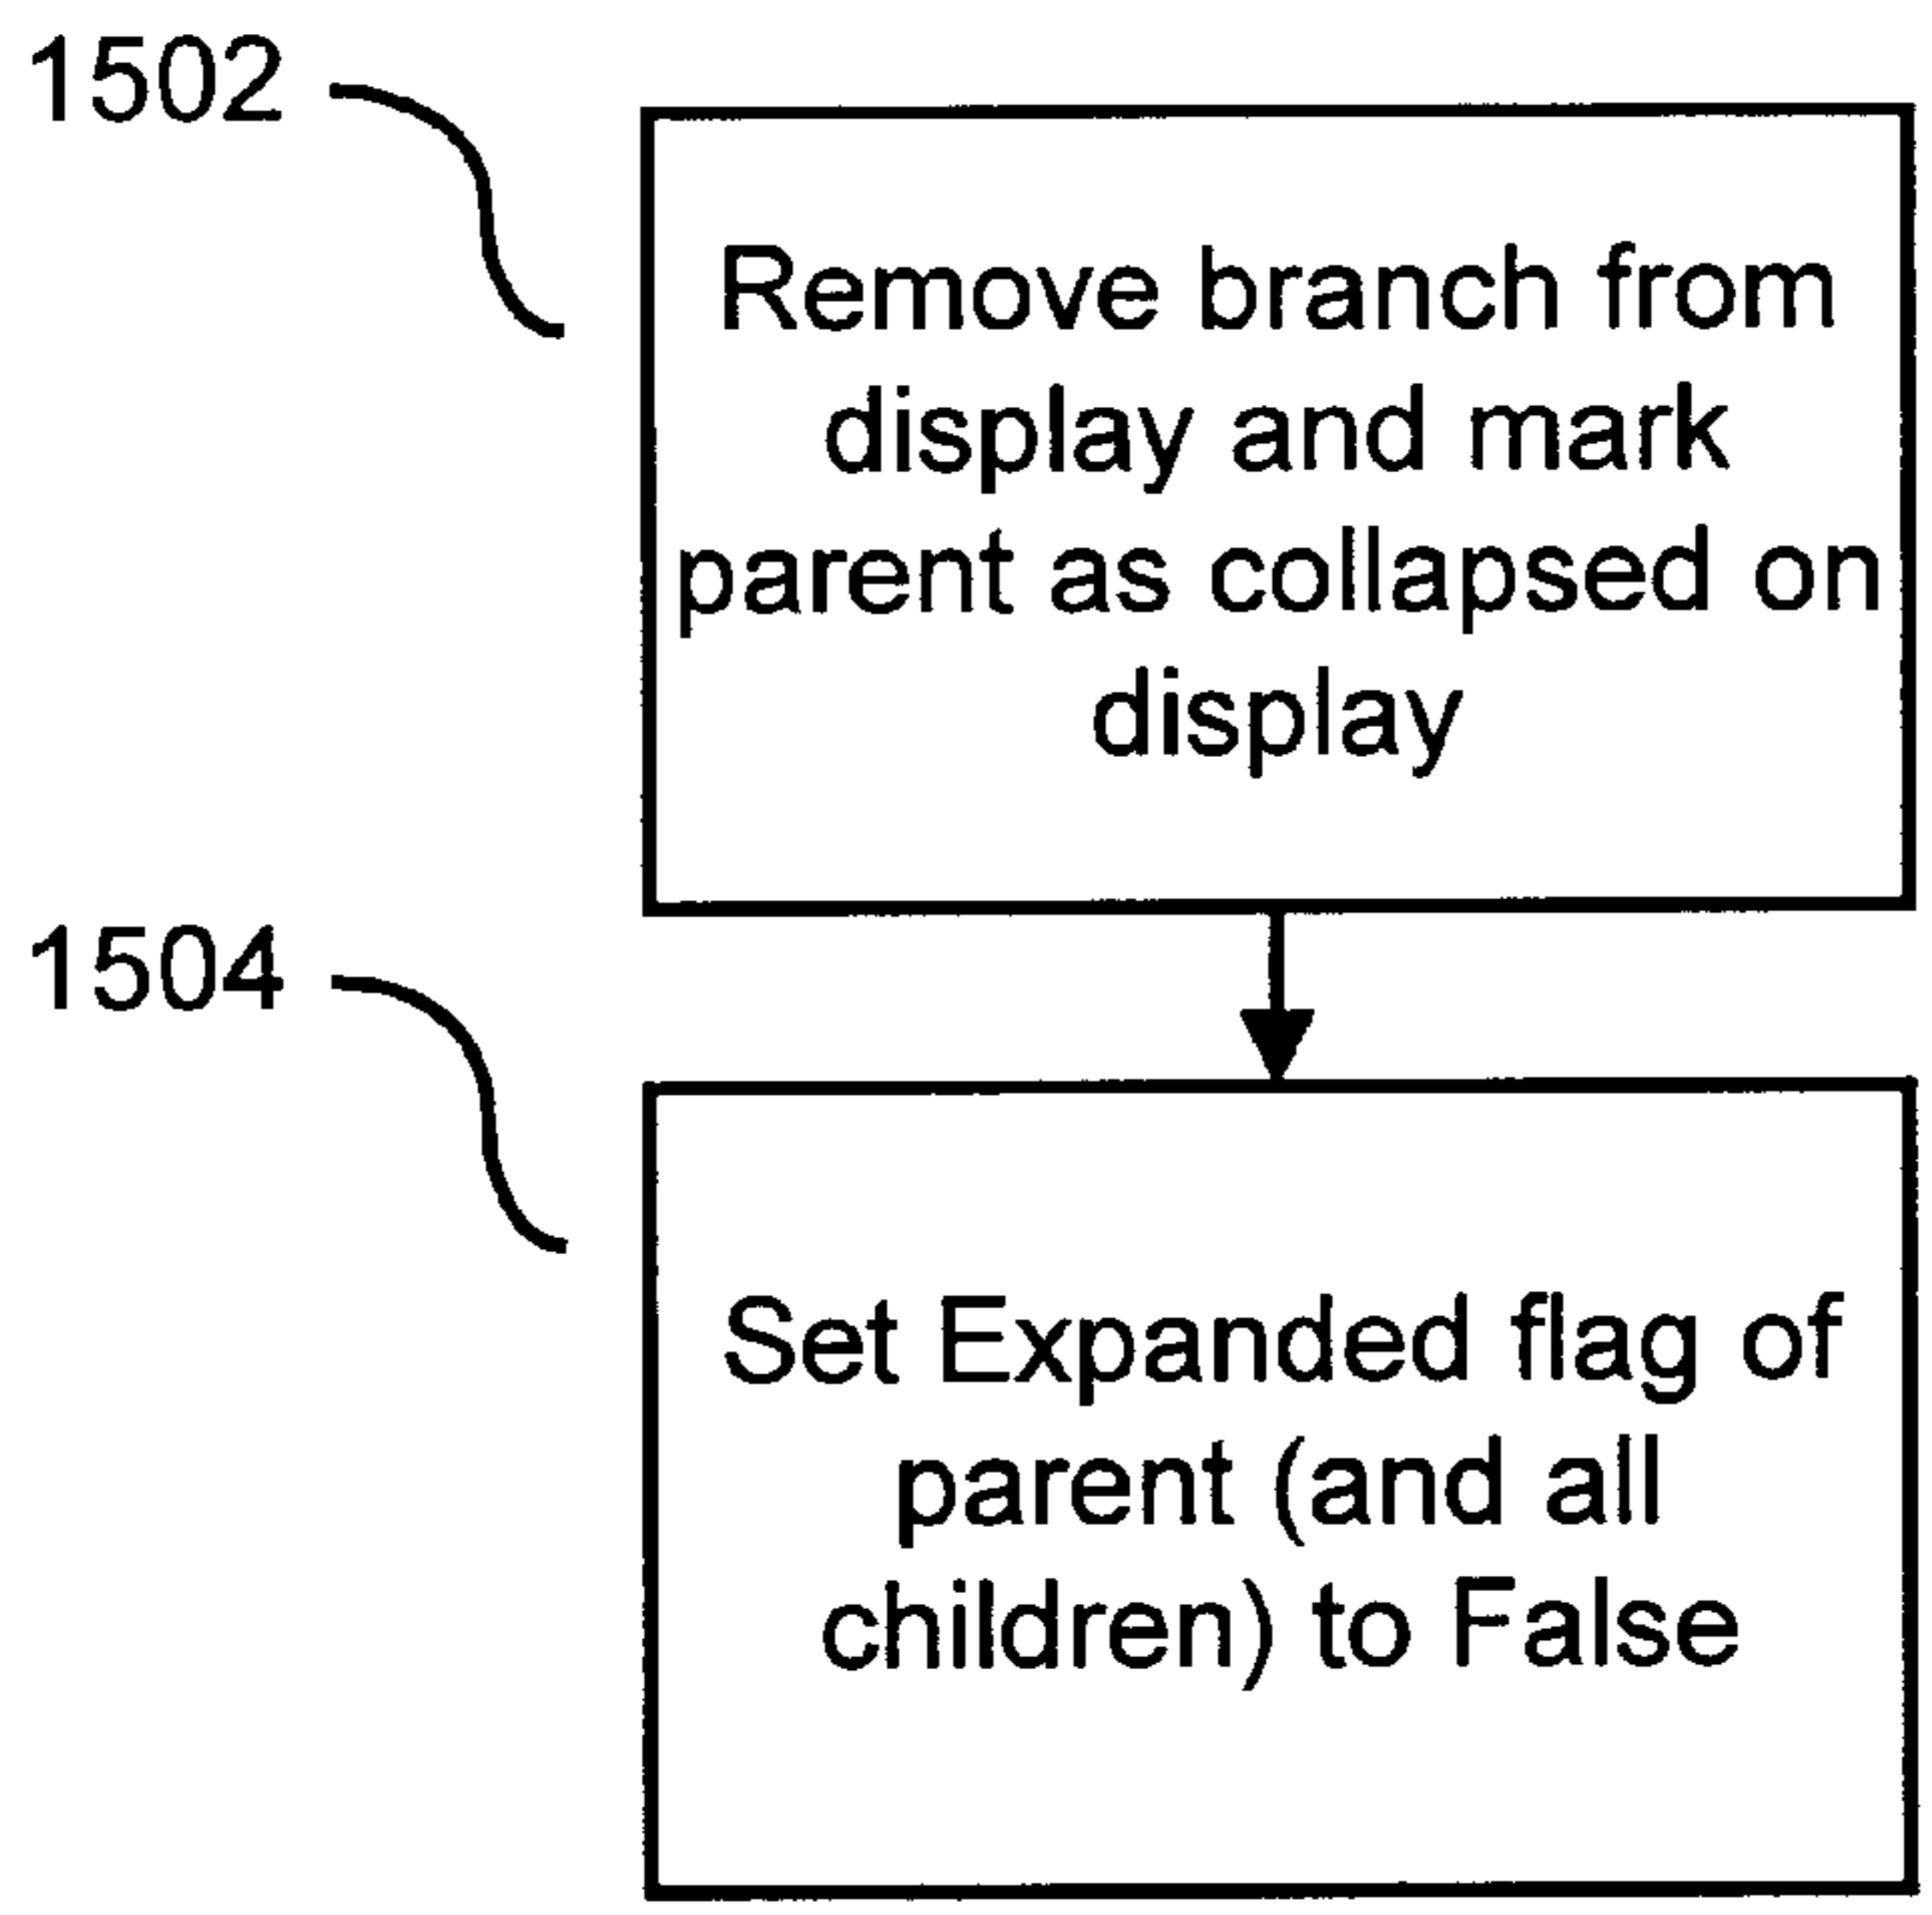 1502
Remove branch from
display and mark
parent as collapsed on
display
1504
Set Expanded flag of
parent (and all
children) to False